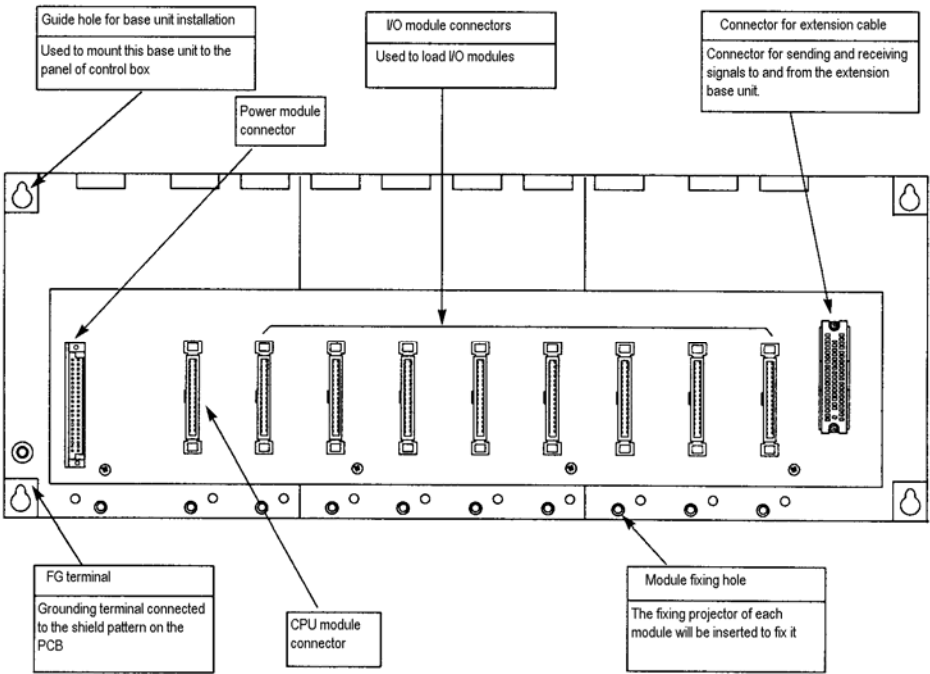 Guide hole for base unit installation
Used to mount this base unit to the
panel of control box
I/O module connectors
Used to load I/O modules
Connector for extension cable
Connector for sending and receiving
signals to and from the extension
base unit.
Power module
connector
FG terminal
Grounding terminal connected
to the shield pattern on the
PCB
CPU module
connector
Module fixing hole
The fixing projector of each
module will be inserted to fix it